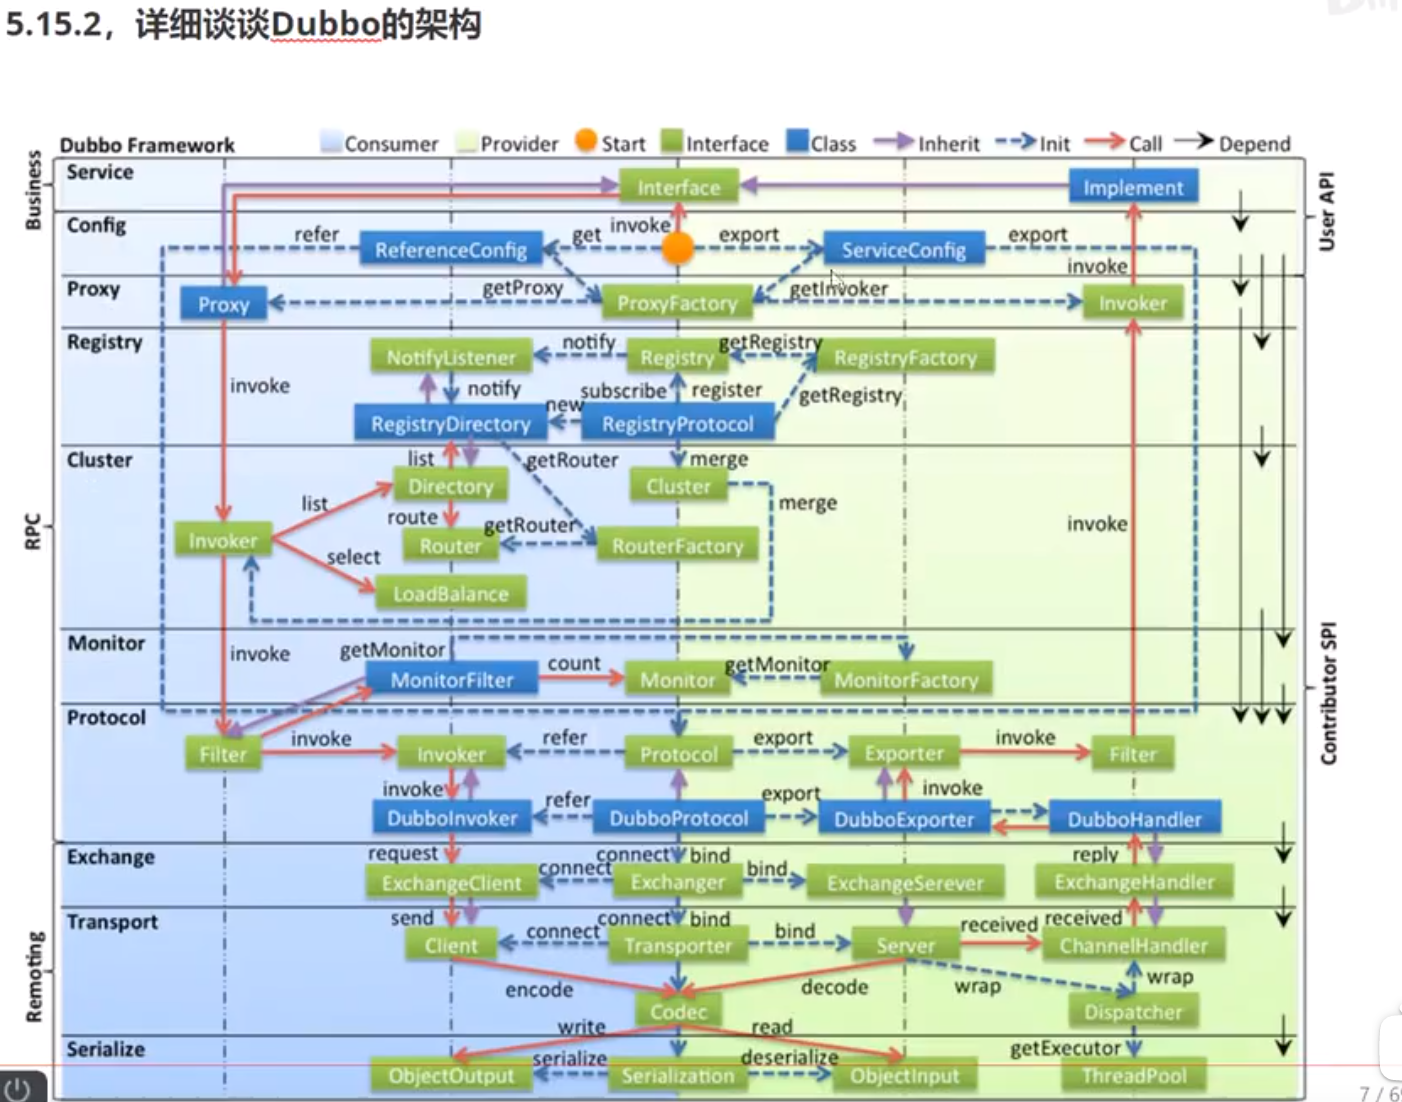 5.15.2，详细谈谈Dubbo的架构
Dubbo Framework
Consumer
Provider
Start
Interface
Class
Inherit
Init
Call
Depend
Business
RPC
Remoting
User API
Contributor SPI
Service
Interface
Implement
Config
refer
ReferenceConfig
get
invoke
export
ServiceConfig
export
invoke
Proxy
Proxy
getProxy
ProxyFactory
getInvoker
Invoker
Registry
NotifyListener
notify
Registry
getRegistry
RegistryFactory
invoke
notify
subscribe
register
getRegistry
new
RegistryDirectory
RegistryProtocol
Cluster
list
getRouter
merge
Directory
Cluster
list
merge
route
getRouter
invoke
Invoker
Router
RouterFactory
select
LoadBalance
Monitor
invoke
getMonitor
count
getMonitor
MonitorFilter
Monitor
MonitorFactory
Protocol
invoke
refer
export
invoke
Filter
Invoker
Protocol
Exporter
Filter
invoke
refer
export
invoke
DubboInvoker
DubboProtocol
DubboExporter
DubboHandler
Exchange
request
connect
bind
reply
connect
bind
ExchangeClient
Exchanger
ExchangeSerever
ExchangeHandler
Transport
send
connect
bind
received
received
connect
bind
Client
Transporter
Server
ChannelHandler
encode
decode
wrap
wrap
Codec
Dispatcher
write
read
Serialize
serialize
deserialize
getExecutor
ObjectOutput
Serialization
ObjectInput
ThreadPool